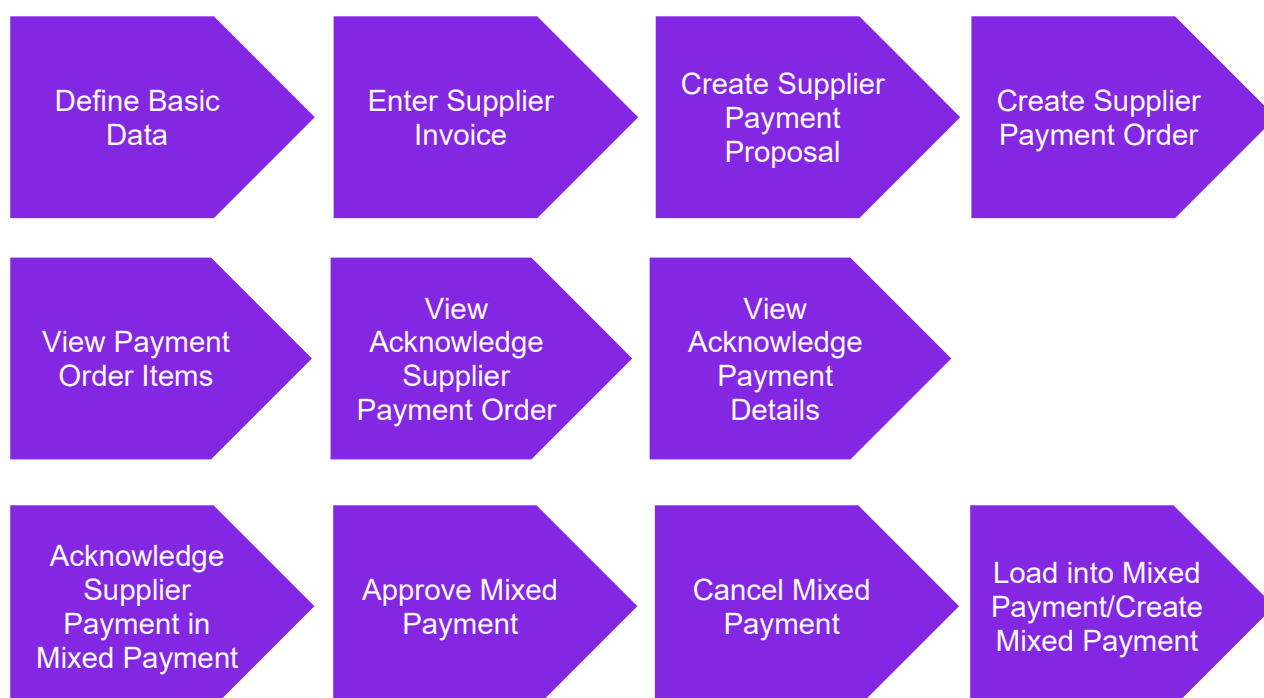 Define Basic
Data
Enter Supplier
Invoice
Create Supplier
Payment
Proposal
Create Supplier
Payment Order
View Payment
Order Items
View
Acknowledge
Supplier
Payment Order
View
Acknowledge
Payment
Details
Acknowledge
Supplier
Payment in
Mixed Payment
Approve Mixed
Payment
Cancel Mixed
Payment
Load into Mixed
Payment/Create
Mixed Payment